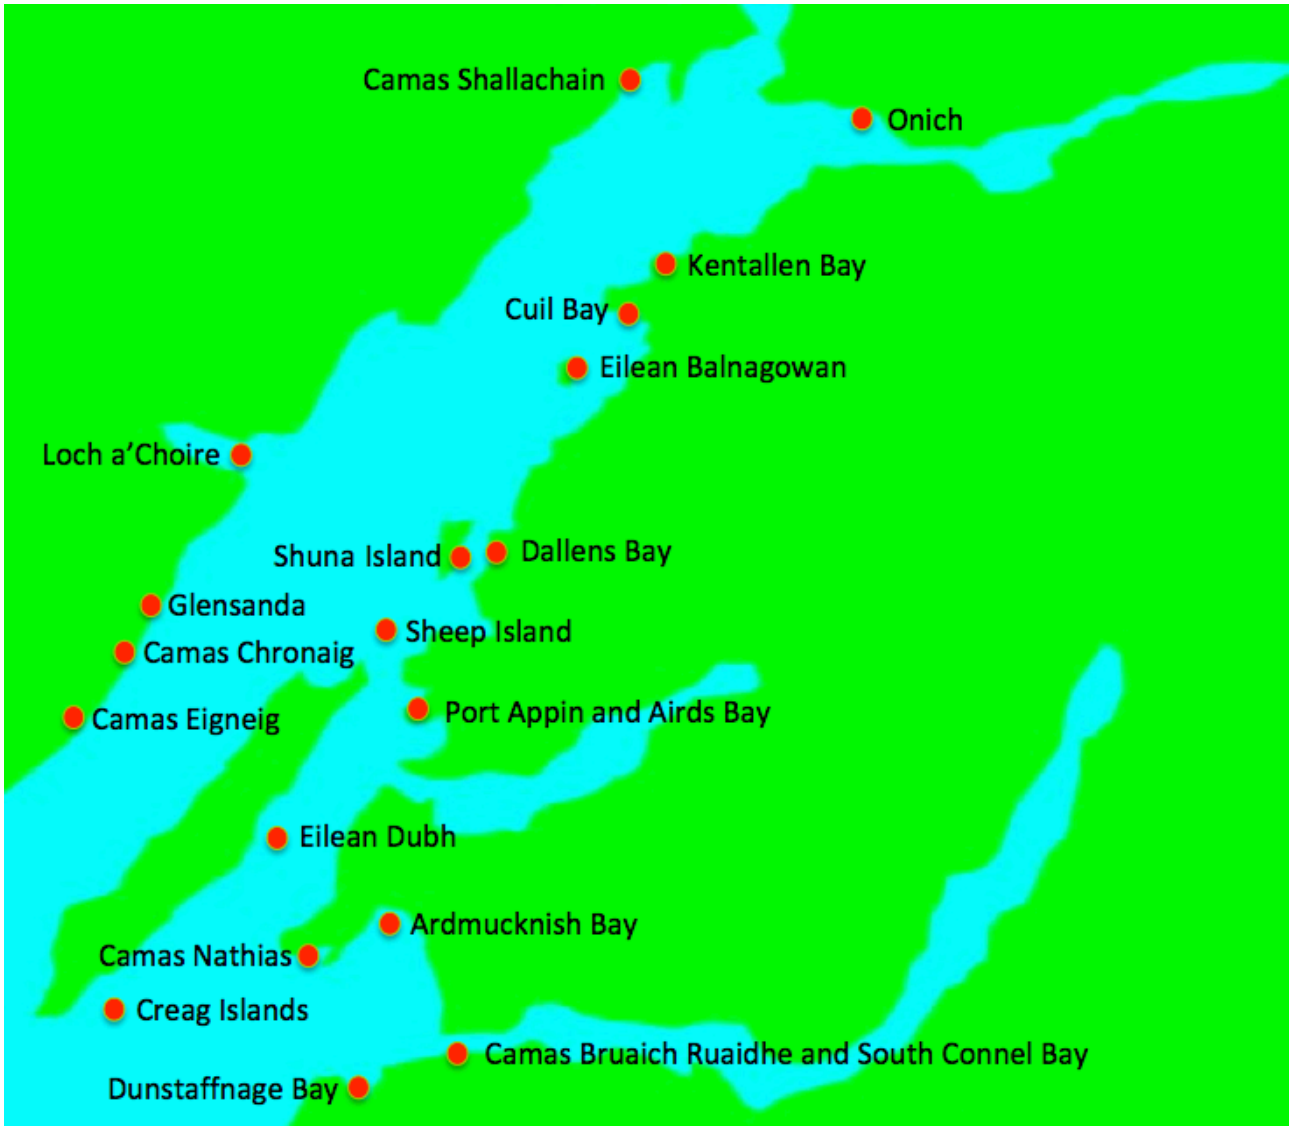 Camas Shallachain
Onich
Kentallen Bay
Cuil Bay
Eilean Balnagowan
Loch a’Choire
Shuna Island
Dallens Bay
Glensanda
Sheep Island
Camas Chronaig
Port Appin and Airds Bay
Camas Eigneig
Eilean Dubh
Ardmucknish Bay
Camas Nathias
Creag Islands
Camas Bruaich Ruaidhe and South Connel Bay
Dunstaffnage Bay